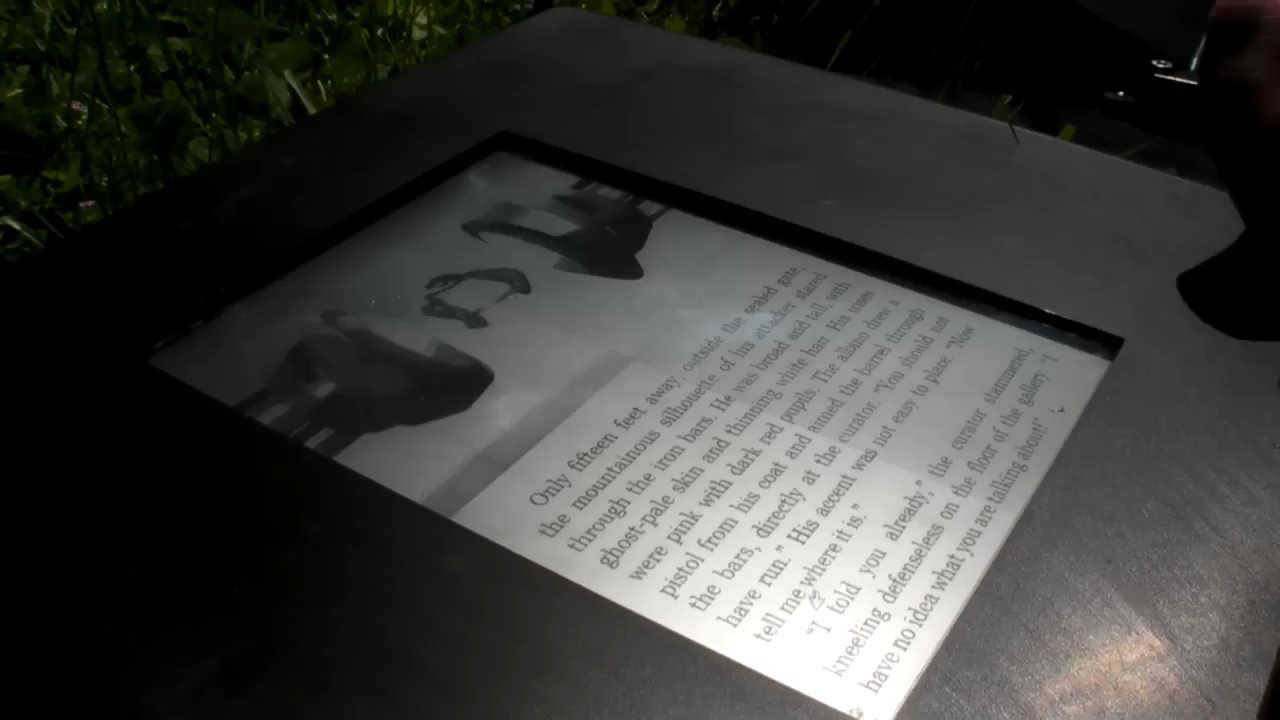 Only fifteen feet away, outside the sealed gate,
the mountainous silhouette of his attacker stared
through the iron bars. He was broad and tall, with
ghost-pale skin and thinning white hair. His irises
were pink with dark red pupils. The albino drew a
pistol from his coat and aimed the barrel through
the bars, directly at the curator. “You should not
have run.” His accent was not easy to place. “Now
tell me where it is.”
“I told you already,” the curator stammered,
kneeling defenseless on the floor of the gallery. “I
have no idea what you are talking about!”